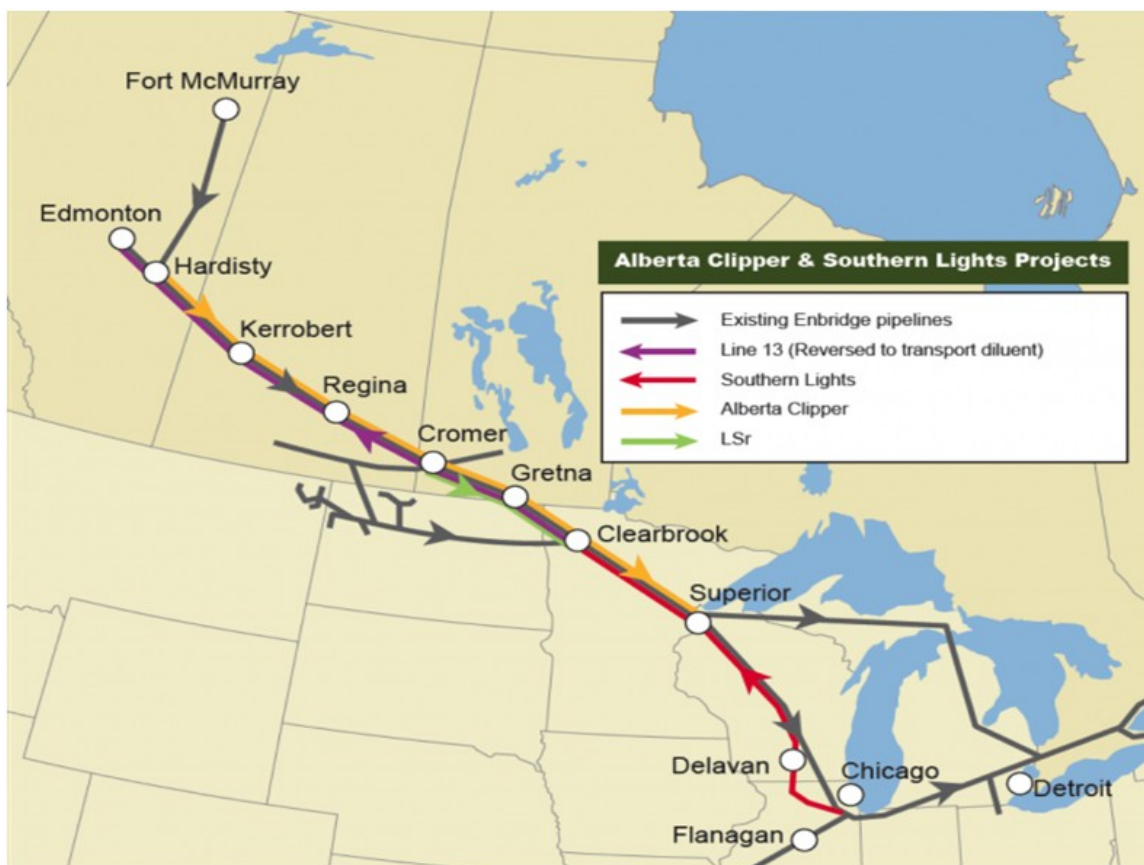 Fort McMurray
Edmonton
Hardisty
Alberta Clipper & Southern Lights Projects
Existing Enbridge pipelines
Line 13 (Reversed to transport diluent)
Southern Lights
Alberta Clipper
LSr
Kerrobert
Regina
Cromer
Gretna
Clearbrook
Superior
Delavan
Chicago
Detroit
Flanagan